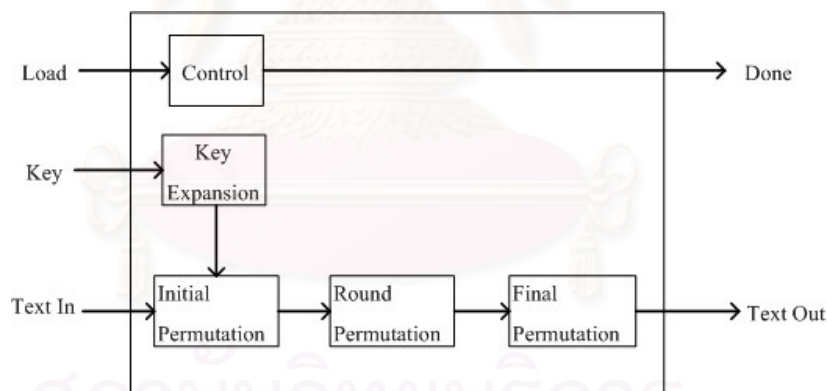 Load
Control
Done
Key
Key
Expansion
Text In
Initial
Permutation
Round
Permutation
Final
Permutation
Text Out